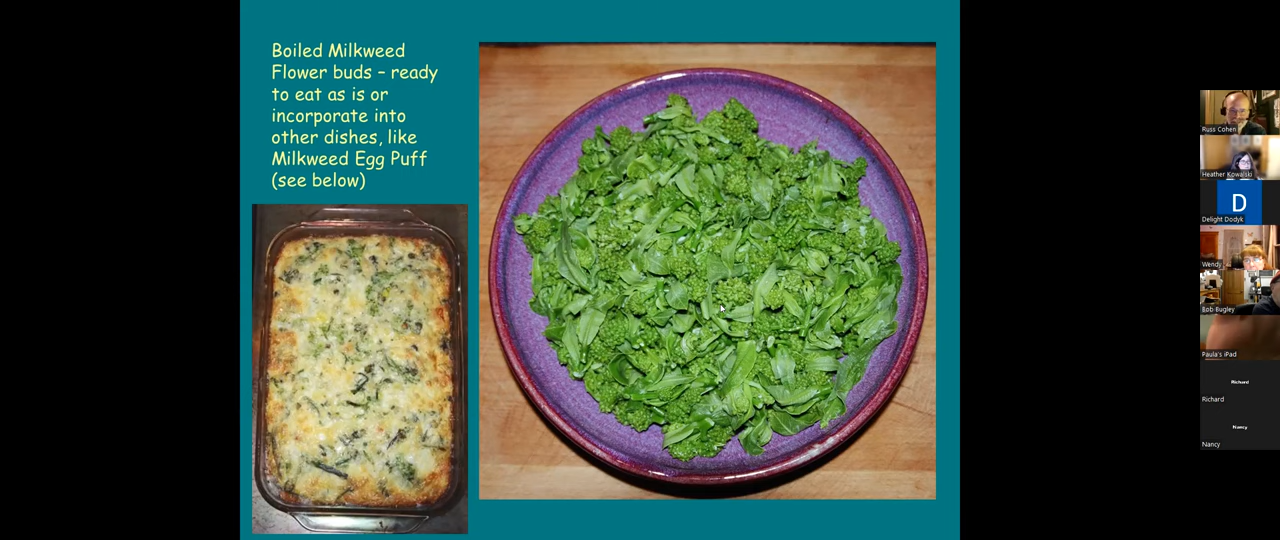 Boiled Milkweed
Flower buds – ready
to eat as is or
incorporate into
other dishes, like
Milkweed Egg Puff
(see below)
Russ Cohen
Heather Kowalski
D
Delight Dodyk
Wendy
Bob Bugley
Paula's iPad
Richard
Richard
Nancy
Nancy